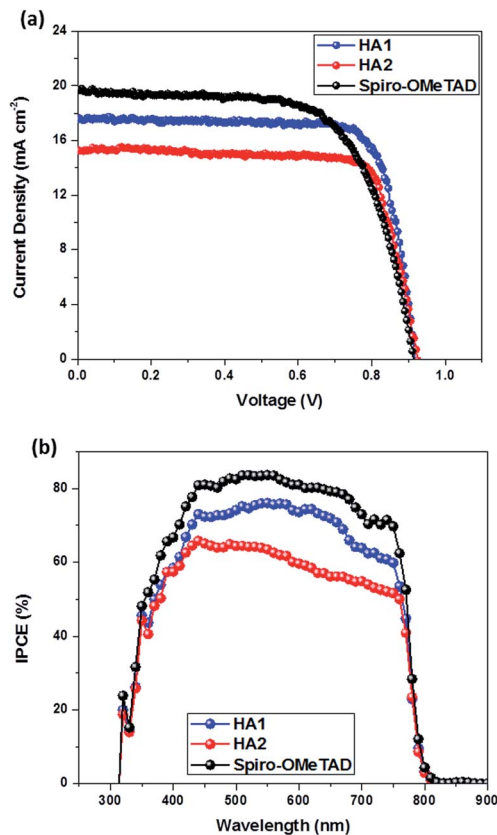 (a)
24
20
16
12
8
4
0
Current Density (mA cm⁻²)
HA1
HA2
Spiro-OMeTAD
0.0 0.2 0.4 0.6 0.8 1.0
Voltage (V)
(b)
80
60
40
20
0
IPCE (%)
HA1
HA2
Spiro-OMeTAD
300 400 500 600 700 800 900
Wavelength (nm)